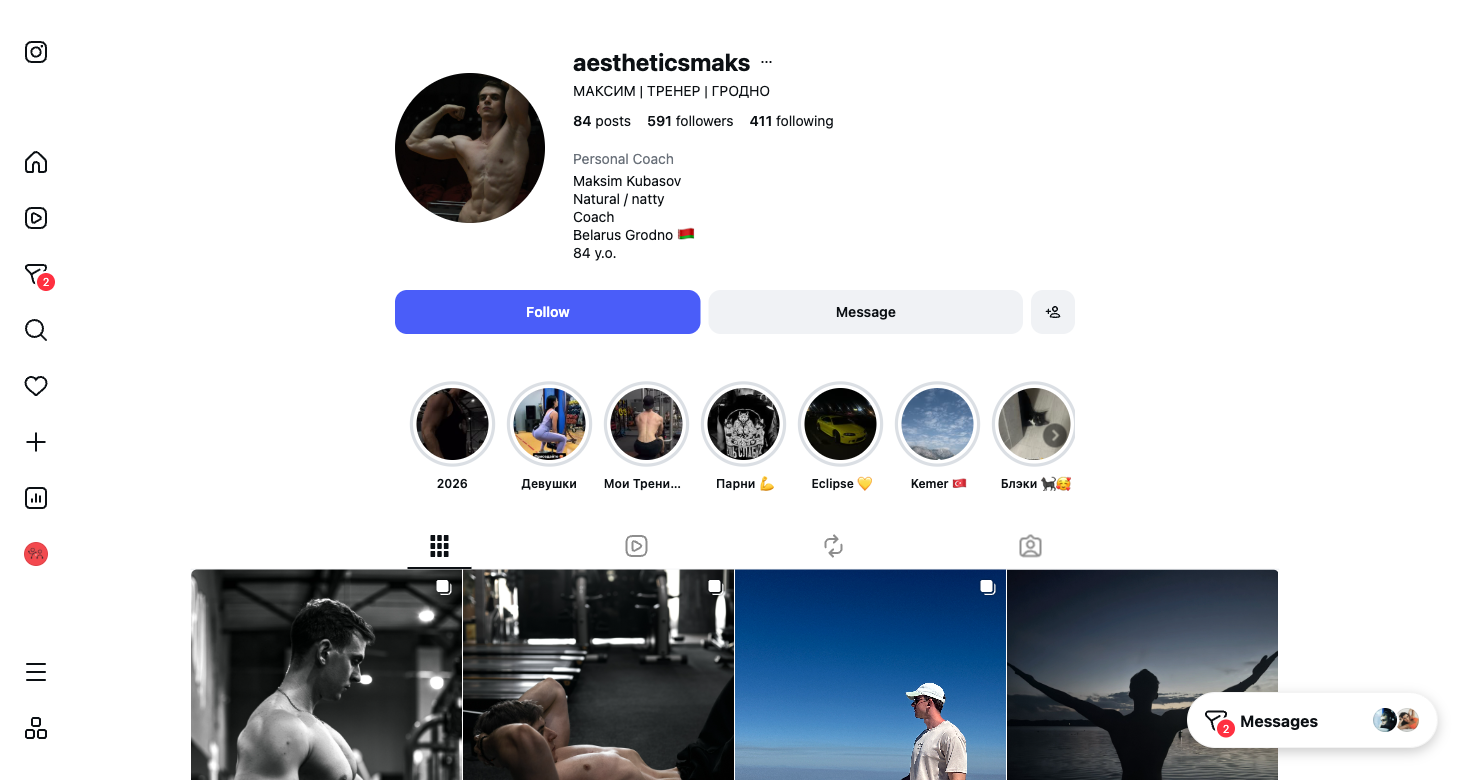 aestheticsmaks ...
МАКСИМ | ТРЕНЕР | ГРОДНО
84 posts 591 followers 411 following
Personal Coach
Maksim Kubasov
Natural / natty
Coach
Belarus Grodno 🇧🇾
84 y.o.
2
Follow
Message
2026
Девушки
Мои Трени...
Парни 💪
Eclipse 💛
Kemer 🇹🇷
Блэки 🐈‍⬛🥰
2
Messages